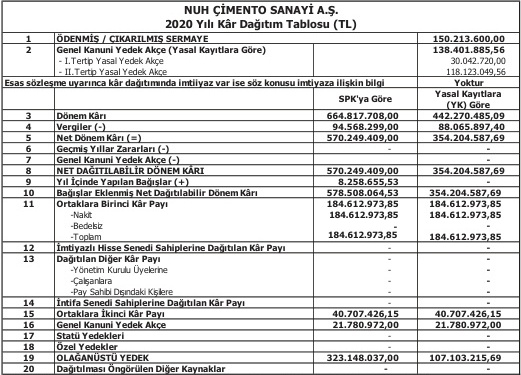 NUH ÇİMENTO SANAYİ A.Ş.
2020 Yılı Kâr Dağıtım Tablosu (TL)
1 ÖDENMİŞ / ÇIKARILMIŞ SERMAYE 150.213.600,00
2 Genel Kanuni Yedek Akçe (Yasal Kayıtlara Göre) 138.401.885,56
- I.Tertip Yasal Yedek Akçe 30.042.720,00
- II.Tertip Yasal Yedek Akçe 118.123.049,56
Esas sözleşme uyarınca kâr dağıtımında imtiyaz var ise söz konusu imtiyaza ilişkin bilgi Yoktur
SPK'ya Göre Yasal Kayıtlara (YK) Göre
3 Dönem Kârı 664.817.708,00 442.270.485,09
4 Vergiler (-) 94.568.299,00 88.065.897,40
5 Net Dönem Kârı (=) 570.249.409,00 354.204.587,69
6 Geçmiş Yıllar Zararları (-) - -
7 Genel Kanuni Yedek Akçe (-) -
8 NET DAĞITILABİLİR DÖNEM KÂRI 570.249.409,00 354.204.587,69
9 Yıl İçinde Yapılan Bağışlar (+) 8.258.655,53 -
10 Bağışlar Eklenmiş Net Dağıtılabilir Dönem Kârı 578.508.064,53 354.204.587,69
11 Ortaklara Birinci Kâr Payı 184.612.973,85 184.612.973,85
-Nakit 184.612.973,85 184.612.973,85
-Bedelsiz - -
-Toplam 184.612.973,85 184.612.973,85
12 İmtiyazlı Hisse Senedi Sahiplerine Dağıtılan Kâr Payı - -
13 Dağıtılan Diğer Kâr Payı - -
-Yönetim Kurulu Üyelerine - -
-Çalışanlara - -
-Pay Sahibi Dışındaki Kişilere - -
14 İntifa Senedi Sahiplerine Dağıtılan Kâr Payı - -
15 Ortaklara İkinci Kâr Payı 40.707.426,15 40.707.426,15
16 Genel Kanuni Yedek Akçe 21.780.972,00 21.780.972,00
17 Statü Yedekleri - -
18 Özel Yedekler - -
19 OLAĞANÜSTÜ YEDEK 323.148.037,00 107.103.215,69
20 Dağıtılması Öngörülen Diğer Kaynaklar - -